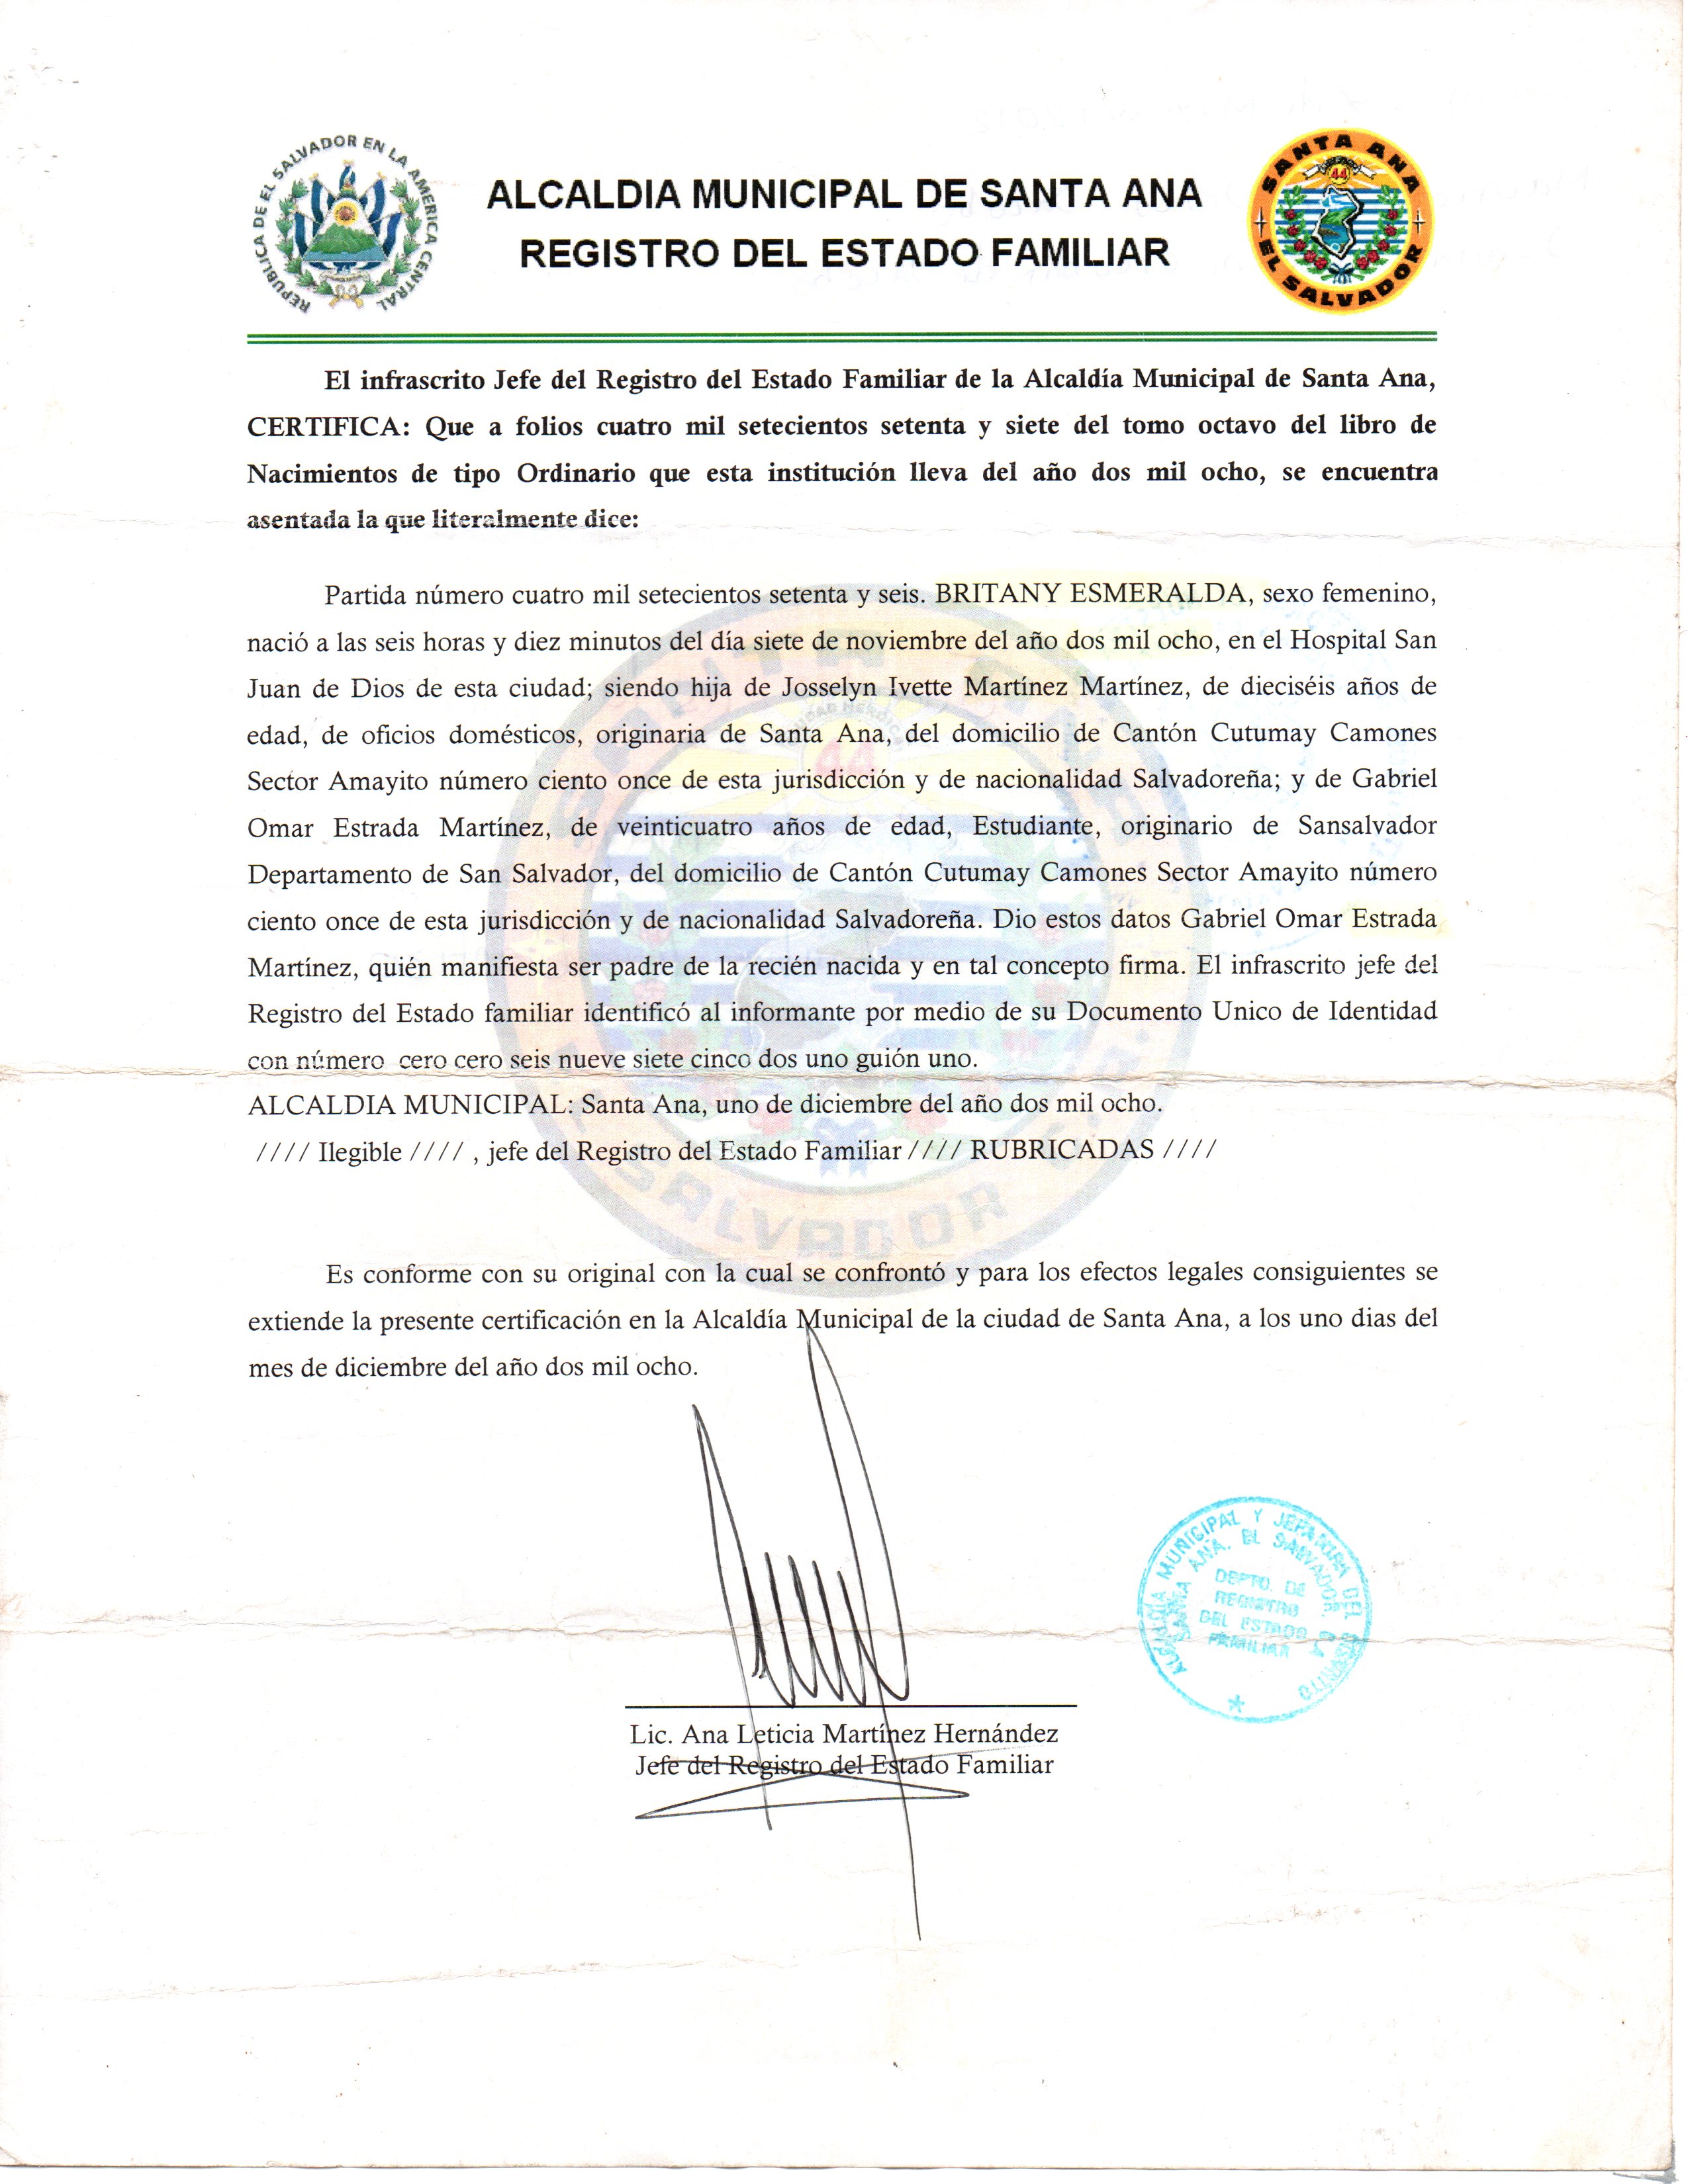 REPUBLICA DE EL SALVADOR EN LA AMERICA CENTRAL
ALCALDIA MUNICIPAL DE SANTA ANA
REGISTRO DEL ESTADO FAMILIAR
SANTA ANA
44
EL SALVADOR
El infrascrito Jefe del Registro del Estado Familiar de la Alcaldía Municipal de Santa Ana,
CERTIFICA: Que a folios cuatro mil setecientos setenta y siete del tomo octavo del libro de
Nacimientos de tipo Ordinario que esta institución lleva del año dos mil ocho, se encuentra
asentada la que literalmente dice:
Partida número cuatro mil setecientos setenta y seis. BRITANY ESMERALDA, sexo femenino,
nació a las seis horas y diez minutos del día siete de noviembre del año dos mil ocho, en el Hospital San
Juan de Dios de esta ciudad; siendo hija de Josselyn Ivette Martínez Martínez, de dieciséis años de
edad, de oficios domésticos, originaria de Santa Ana, del domicilio de Cantón Cutumay Camones
Sector Amayito número ciento once de esta jurisdicción y de nacionalidad Salvadoreña; y de Gabriel
Omar Estrada Martínez, de veinticuatro años de edad, Estudiante, originario de Sansalvador
Departamento de San Salvador, del domicilio de Cantón Cutumay Camones Sector Amayito número
ciento once de esta jurisdicción y de nacionalidad Salvadoreña. Dio estos datos Gabriel Omar Estrada
Martínez, quién manifiesta ser padre de la recién nacida y en tal concepto firma. El infrascrito jefe del
Registro del Estado familiar identificó al informante por medio de su Documento Unico de Identidad
con número cero cero seis nueve siete cinco dos uno guión uno.
ALCALDIA MUNICIPAL: Santa Ana, uno de diciembre del año dos mil ocho.
//// Ilegible //// , jefe del Registro del Estado Familiar //// RUBRICADAS ////
Es conforme con su original con la cual se confrontó y para los efectos legales consiguientes se
extiende la presente certificación en la Alcaldía Municipal de la ciudad de Santa Ana, a los uno dias del
mes de diciembre del año dos mil ocho.
Lic. Ana Leticia Martínez Hernández
Jefe del Registro del Estado Familiar
ALCALDIA MUNICIPAL Y JEFATURA DEL DISTRITO
SANTA ANA, EL SALVADOR, C.A.
DEPTO. DE
REGISTRO
DEL ESTADO
FAMILIAR